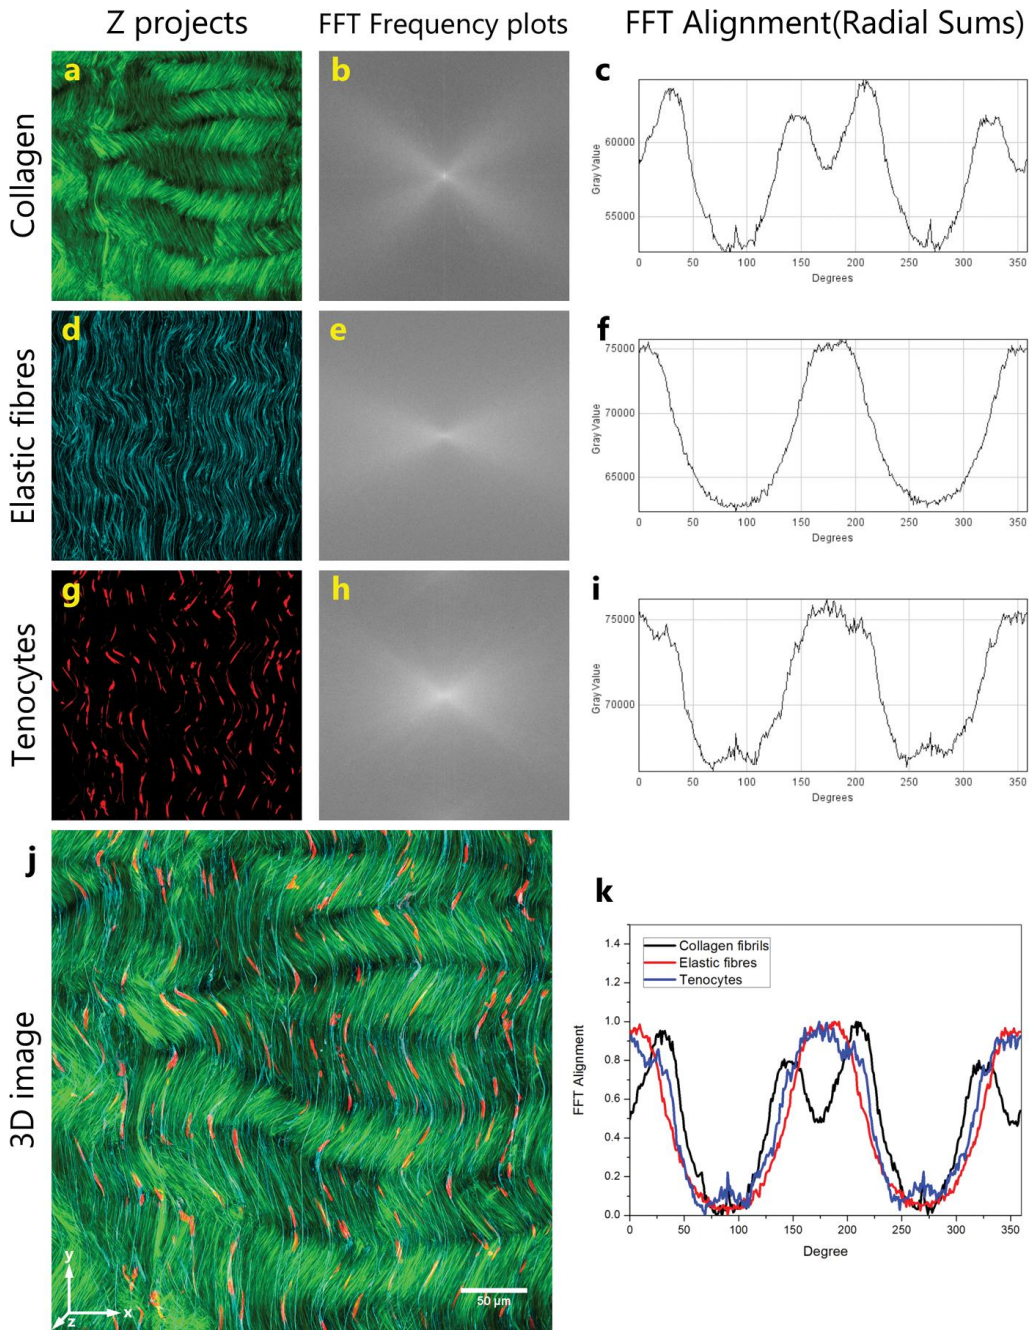 Z projects
FFT Frequency plots
FFT Alignment(Radial Sums)
Collagen
a
b
c
60000
55000
Gray Value
0 50 100 150 200 250 300 350
Degrees
Elastic fibres
d
e
f
75000
70000
65000
Gray Value
0 50 100 150 200 250 300 350
Degrees
Tenocytes
g
h
i
75000
70000
Gray Value
0 50 100 150 200 250 300 350
Degrees
3D image
j
y
x
z
50 µm
k
1.4
1.2
1.0
0.8
0.6
0.4
0.2
0.0
FFT Alignment
Collagen fibrils
Elastic fibres
Tenocytes
0 50 100 150 200 250 300 350
Degree